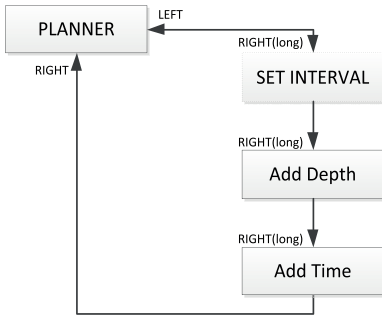 PLANNER
LEFT
RIGHT(long)
RIGHT
SET INTERVAL
RIGHT(long)
Add Depth
RIGHT(long)
Add Time